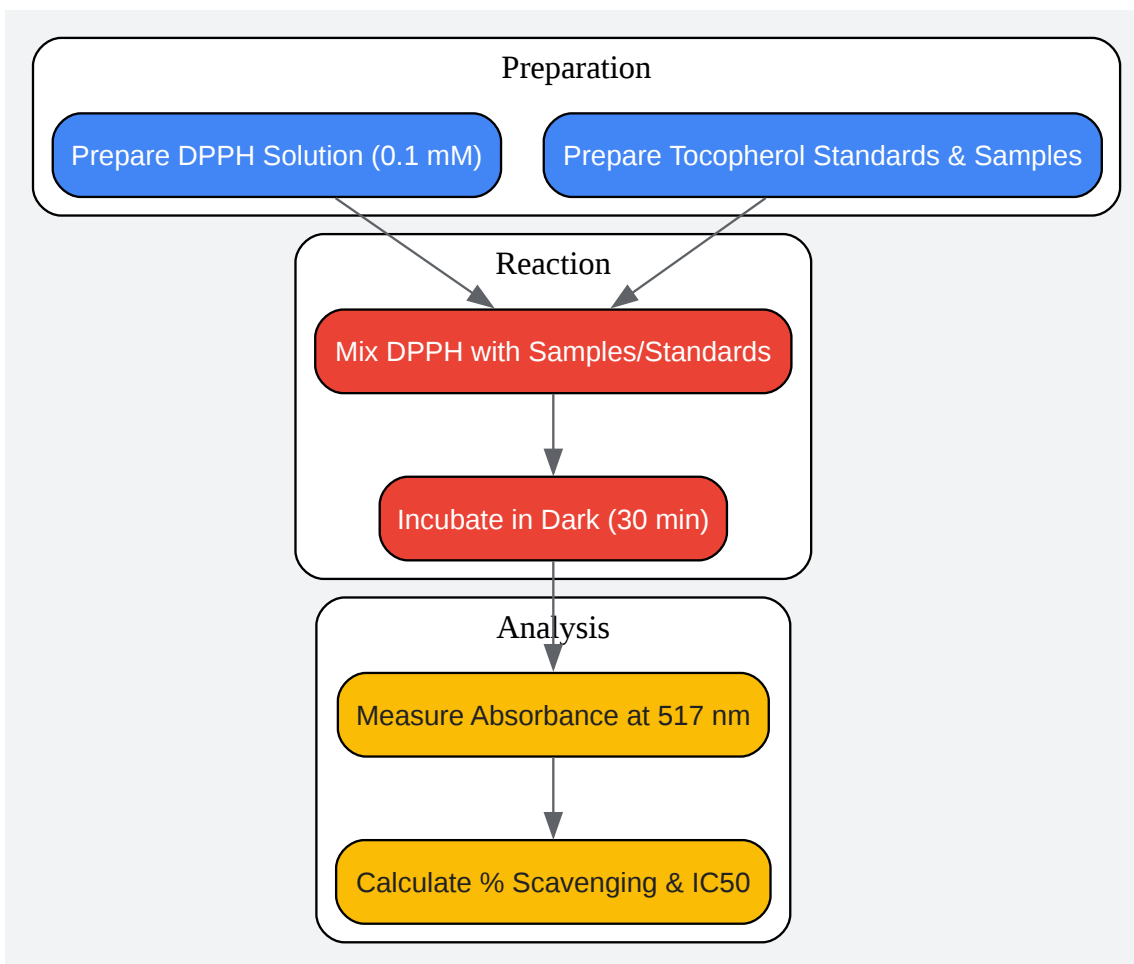 Preparation
Prepare DPPH Solution (0.1 mM)
Prepare Tocopherol Standards & Samples
Reaction
Mix DPPH with Samples/Standards
Incubate in Dark (30 min)
Analysis
Measure Absorbance at 517 nm
Calculate % Scavenging & IC50